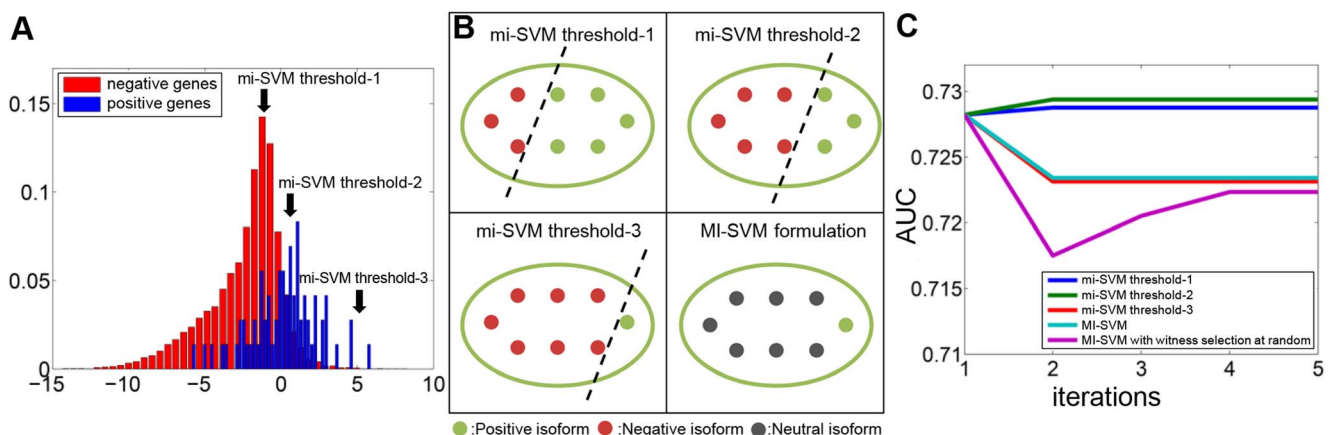 A
negative genes
positive genes
mi-SVM threshold-1
mi-SVM threshold-2
mi-SVM threshold-3
0.15
0.1
0.05
0
−15
−10
−5
0
5
10
B
mi-SVM threshold-1
mi-SVM threshold-2
mi-SVM threshold-3
MI-SVM formulation
:Positive isoform
:Negative isoform
:Neutral isoform
C
AUC
0.73
0.725
0.72
0.715
0.71
mi-SVM threshold-1
mi-SVM threshold-2
mi-SVM threshold-3
MI-SVM
MI-SVM with witness selection at random
1
2
3
4
5
iterations